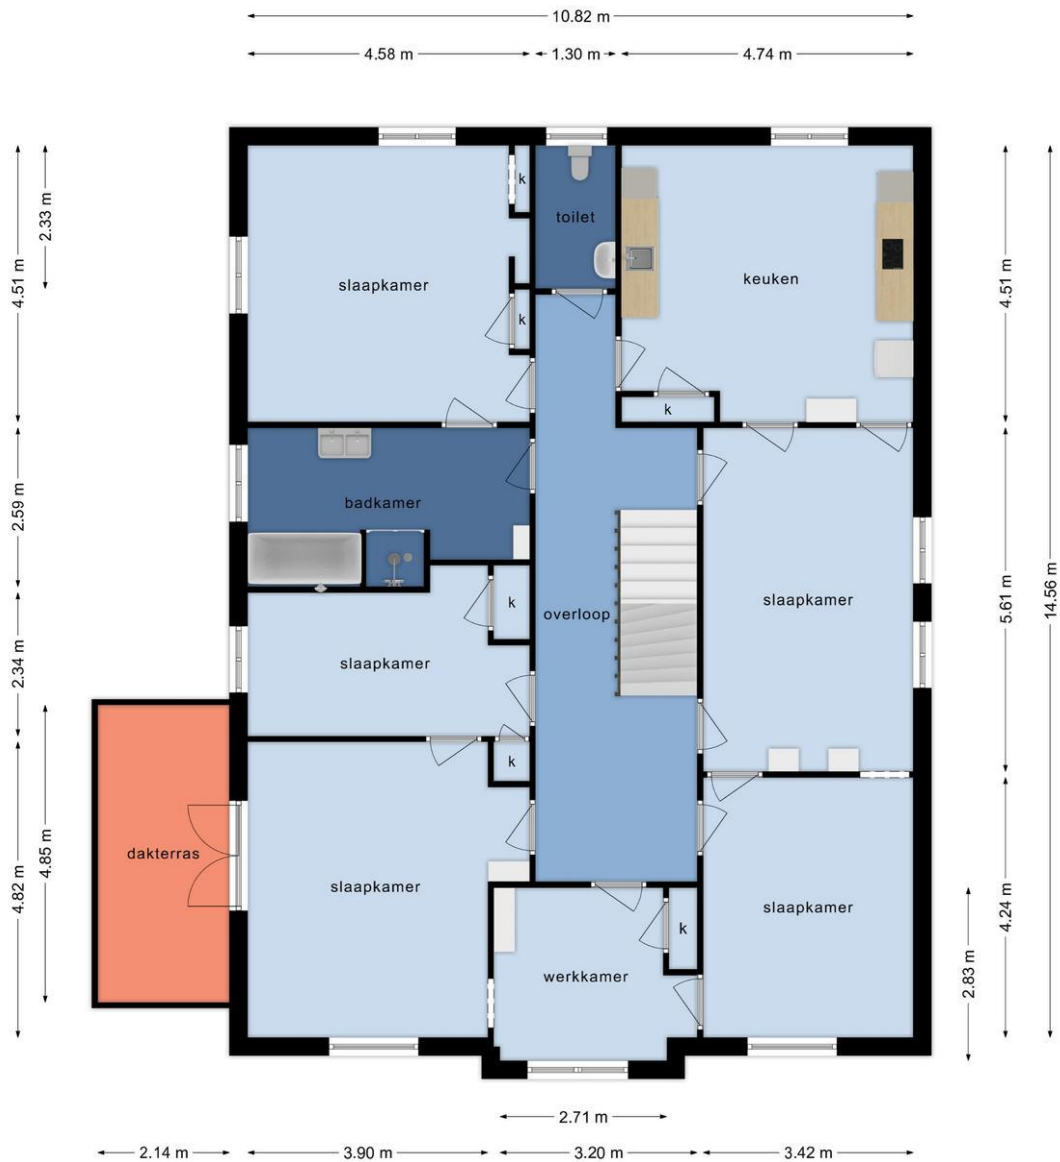 10.82 m
4.58 m
1.30 m
4.74 m
4.51 m
2.33 m
2.59 m
2.34 m
4.82 m
4.85 m
k
toilet
slaapkamer
keuken
k
k
badkamer
slaapkamer
k
overloop
slaapkamer
k
dakterras
slaapkamer
slaapkamer
k
werkkamer
4.51 m
5.61 m
14.56 m
4.24 m
2.83 m
2.71 m
2.14 m
3.90 m
3.20 m
3.42 m